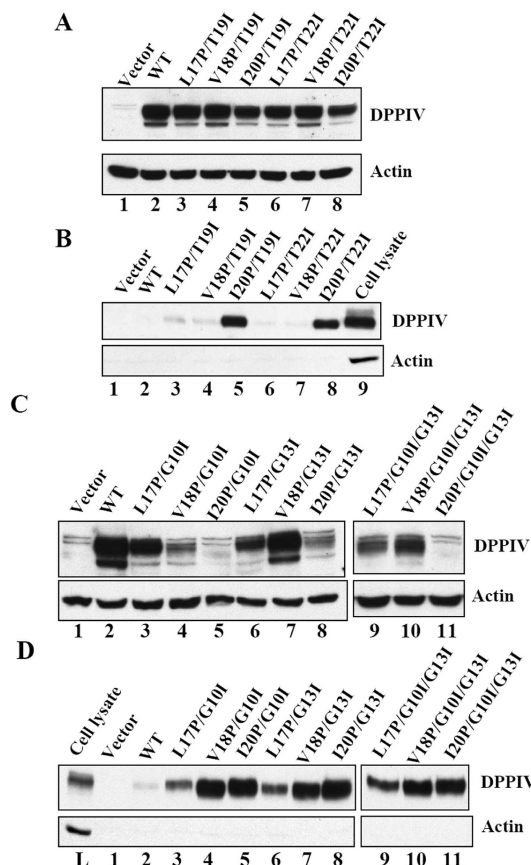 A
Vector
WT
L17P/T19I
V18P/T19I
I20P/T19I
L17P/T22I
V18P/T22I
I20P/T22I
DPPIV
Actin
1 2 3 4 5 6 7 8
B
Vector
WT
L17P/T19I
V18P/T19I
I20P/T19I
L17P/T22I
V18P/T22I
I20P/T22I
Cell lysate
DPPIV
Actin
1 2 3 4 5 6 7 8 9
C
Vector
WT
L17P/G10I
V18P/G10I
I20P/G10I
L17P/G13I
V18P/G13I
I20P/G13I
L17P/G10I/G13I
V18P/G10I/G13I
I20P/G10I/G13I
DPPIV
Actin
1 2 3 4 5 6 7 8 9 10 11
D
Cell lysate
Vector
WT
L17P/G10I
V18P/G10I
I20P/G10I
L17P/G13I
V18P/G13I
I20P/G13I
L17P/G10I/G13I
V18P/G10I/G13I
I20P/G10I/G13I
DPPIV
Actin
L 1 2 3 4 5 6 7 8 9 10 11